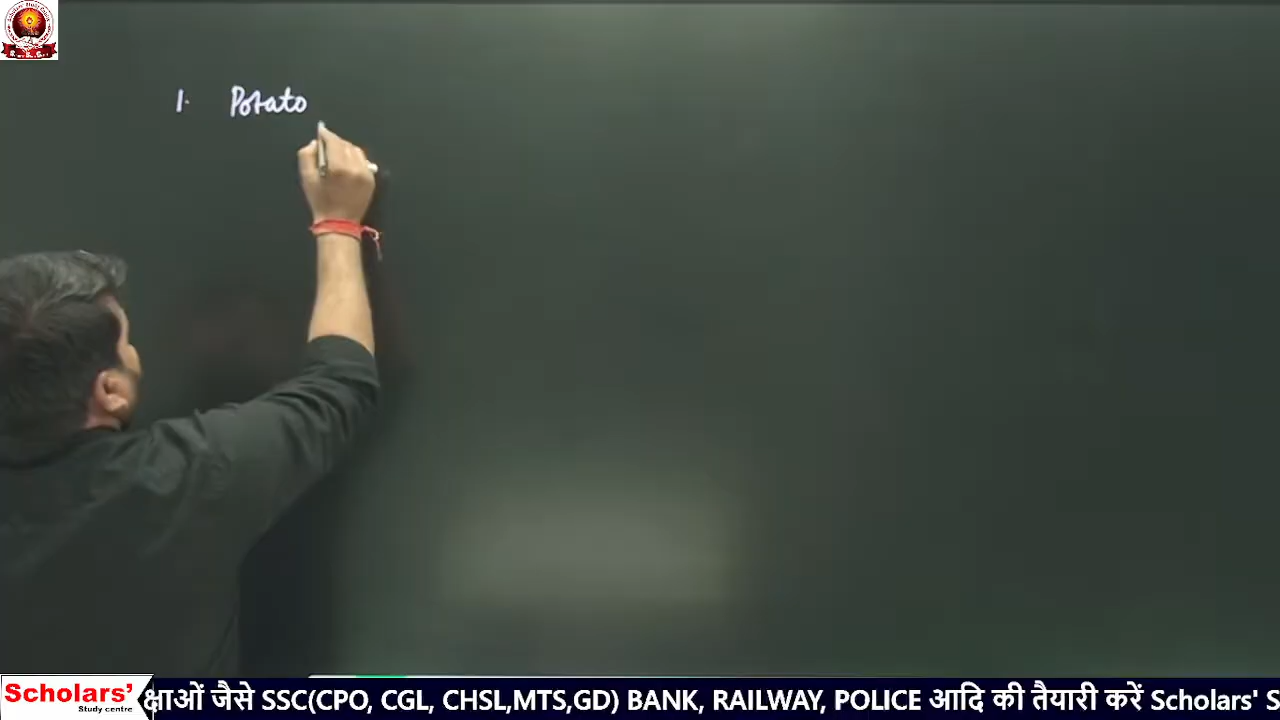 1. Potato
Scholars'
Study centre
क्षाओं जैसे SSC(CPO, CGL, CHSL,MTS,GD) BANK, RAILWAY, POLICE आदि की तैयारी करें Scholars' S